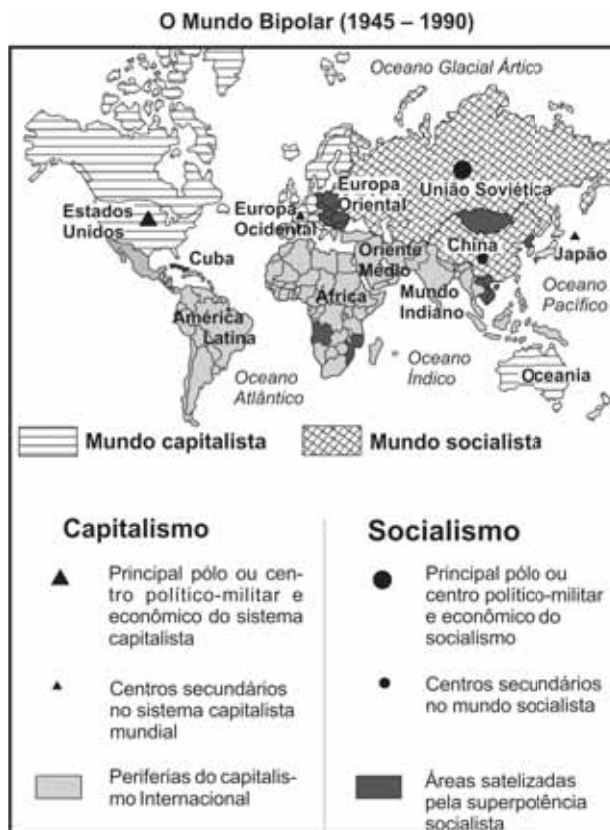 O Mundo Bipolar (1945 – 1990)
Oceano Glacial Ártico
Europa
Oriental
União Soviética
Estados
Unidos
Europa
Ocidental
China
Japão
Cuba
Oriente
Médio
Oceano
Pacífico
África
Mundo
Indiano
América
Latina
Oceano
Índico
Oceano
Atlântico
Oceania
Mundo capitalista
Mundo socialista
Capitalismo
Principal pólo ou cen-
tro político-militar e
econômico do sistema
capitalista
Centros secundários
no sistema capitalista
mundial
Periferias do capitalis-
mo Internacional
Socialismo
Principal pólo ou
centro político-militar
e econômico do
socialismo
Centros secundários
no mundo socialista
Áreas satelizadas
pela superpolência
socialista